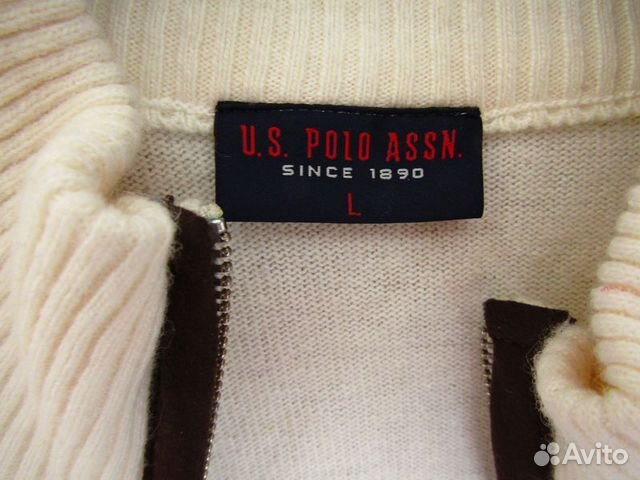 U.S. POLO ASSN.
SINCE 1890
L
Avito